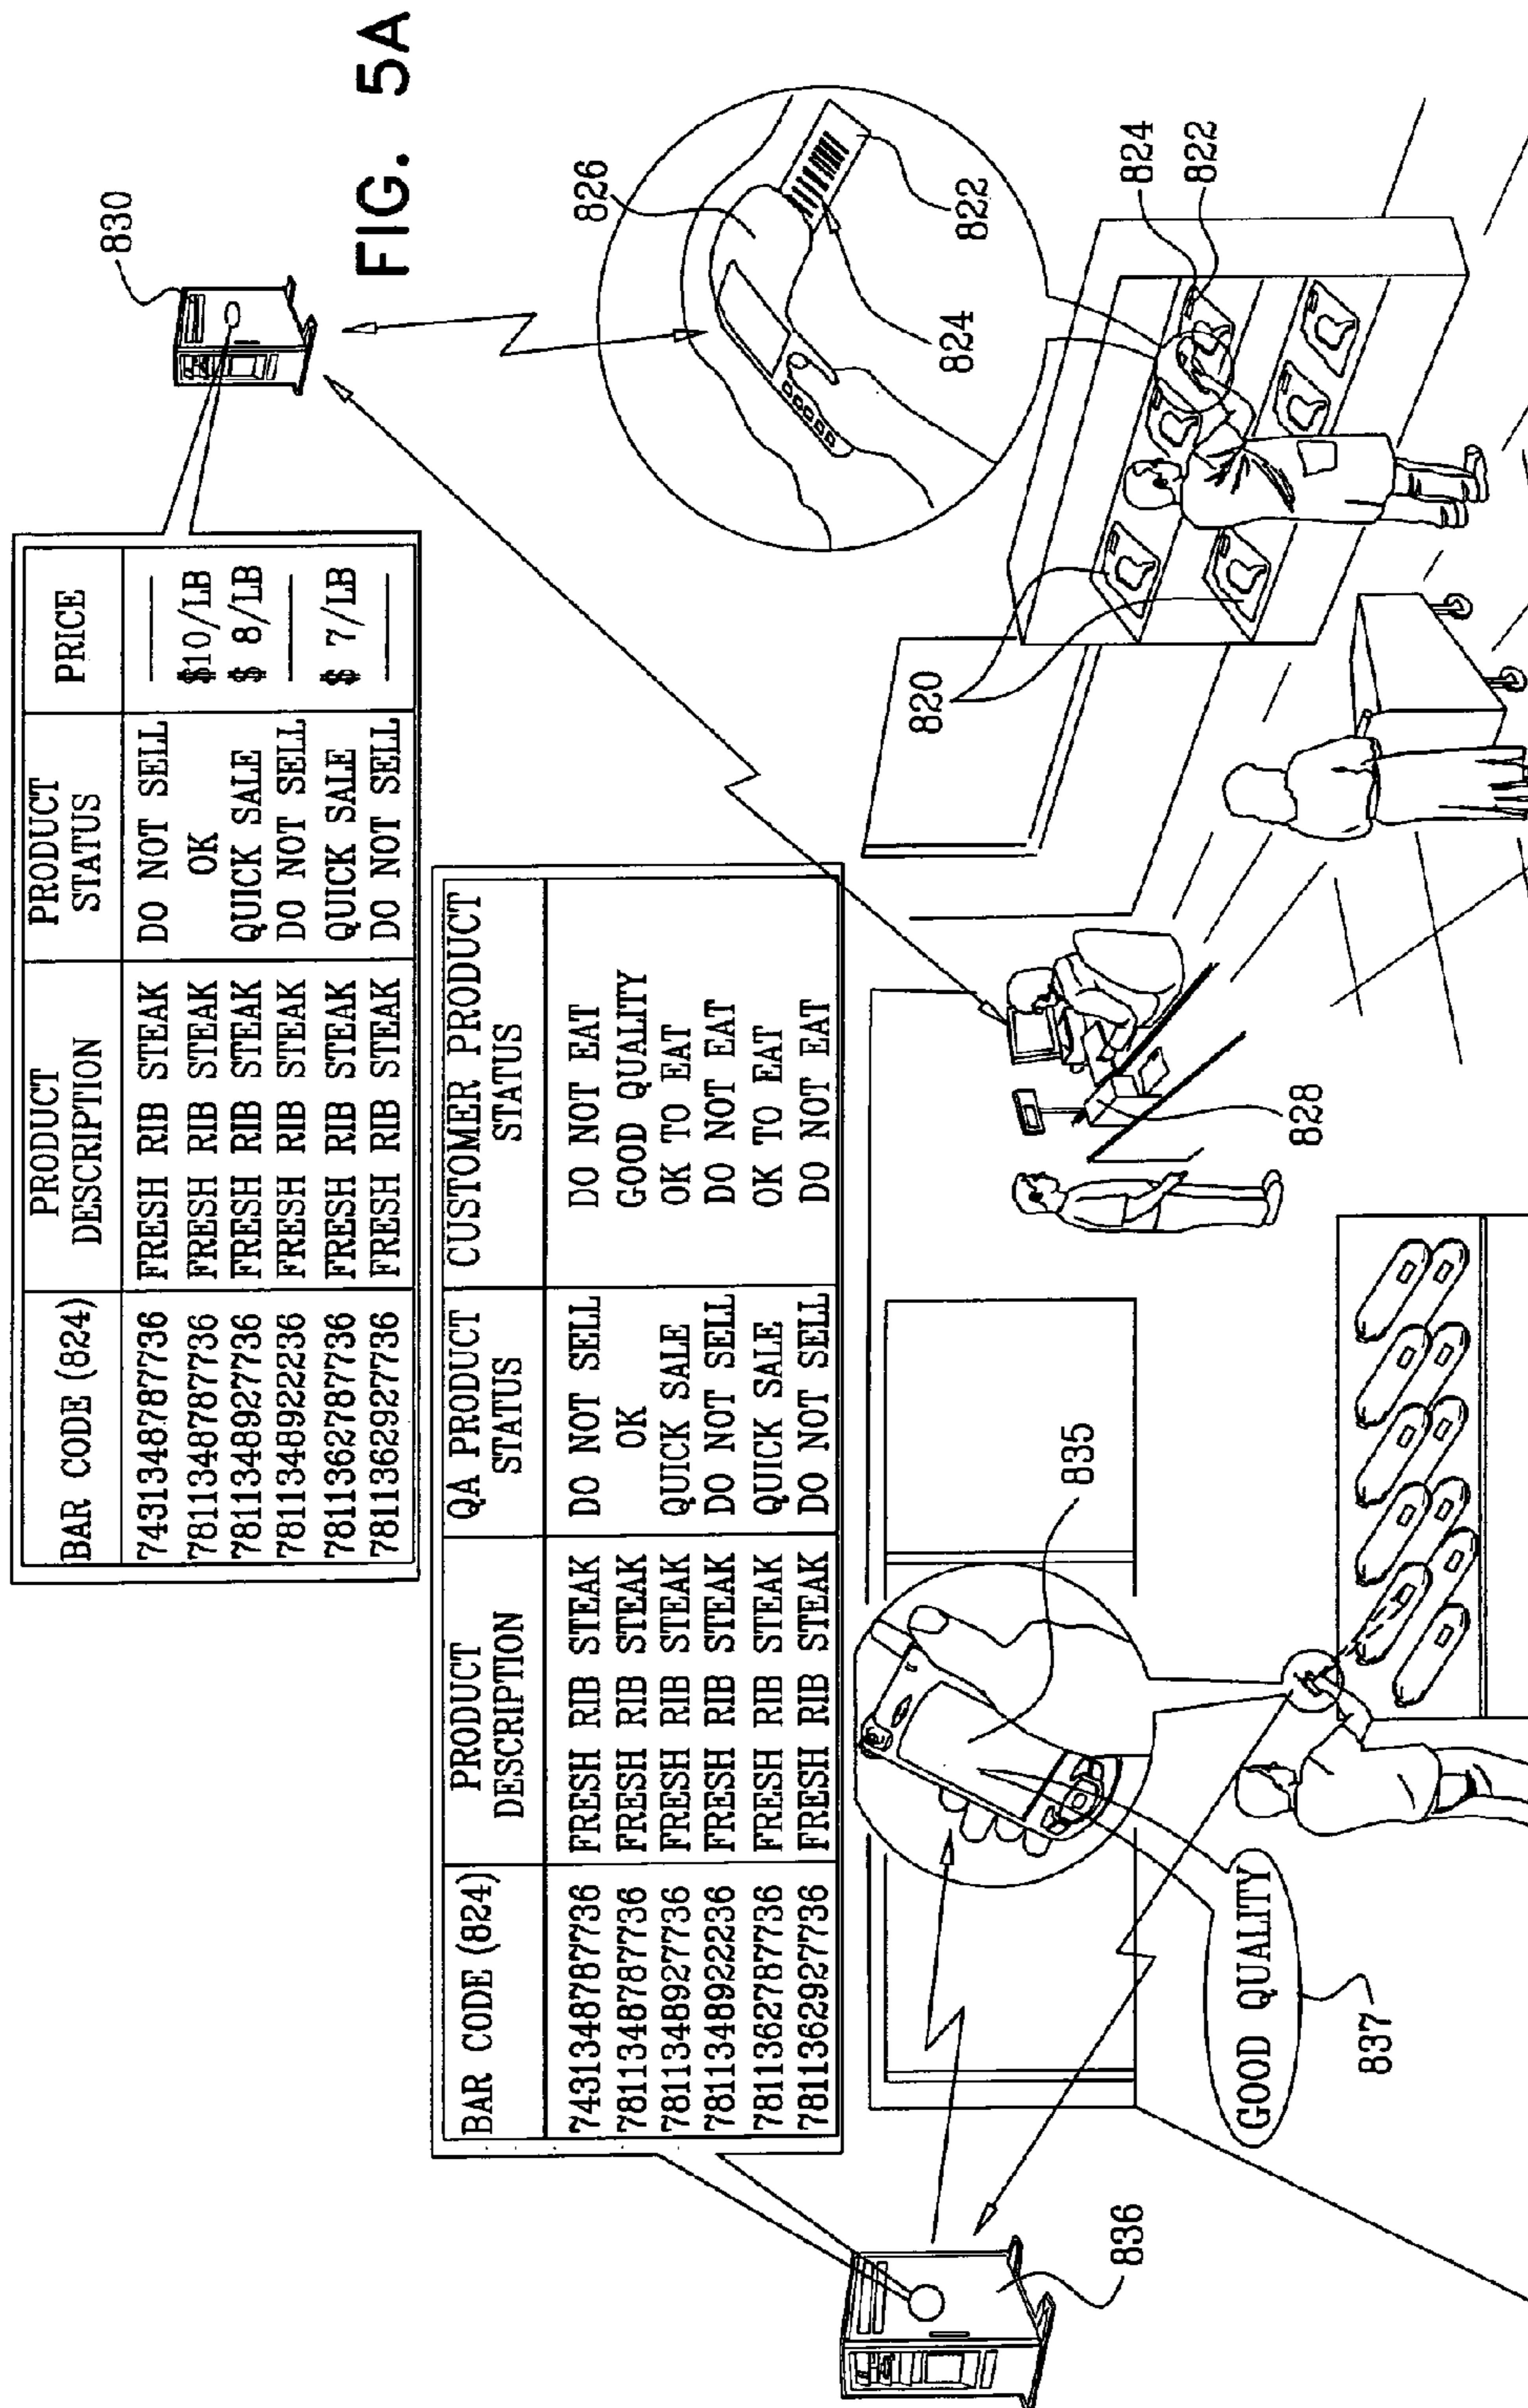 FIG. 5A
830
BAR CODE (824) PRODUCT DESCRIPTION PRODUCT STATUS PRICE
7431348787736 FRESH RIB STEAK DO NOT SELL ——
7811348787736 FRESH RIB STEAK OK $10/LB
7811348927736 FRESH RIB STEAK QUICK SALE $ 8/LB
7811348922236 FRESH RIB STEAK DO NOT SELL ——
7811362787736 FRESH RIB STEAK QUICK SALE $ 7/LB
7811362927736 FRESH RIB STEAK DO NOT SELL ——
BAR CODE (824) PRODUCT DESCRIPTION QA PRODUCT STATUS CUSTOMER PRODUCT STATUS
7431348787736 FRESH RIB STEAK DO NOT SELL DO NOT EAT
7811348787736 FRESH RIB STEAK OK GOOD QUALITY
7811348927736 FRESH RIB STEAK QUICK SALE OK TO EAT
7811348922236 FRESH RIB STEAK DO NOT SELL DO NOT EAT
7811362787736 FRESH RIB STEAK QUICK SALE OK TO EAT
7811362927736 FRESH RIB STEAK DO NOT SELL DO NOT EAT
826
822
824
820
824
822
828
835
836
GOOD QUALITY
837